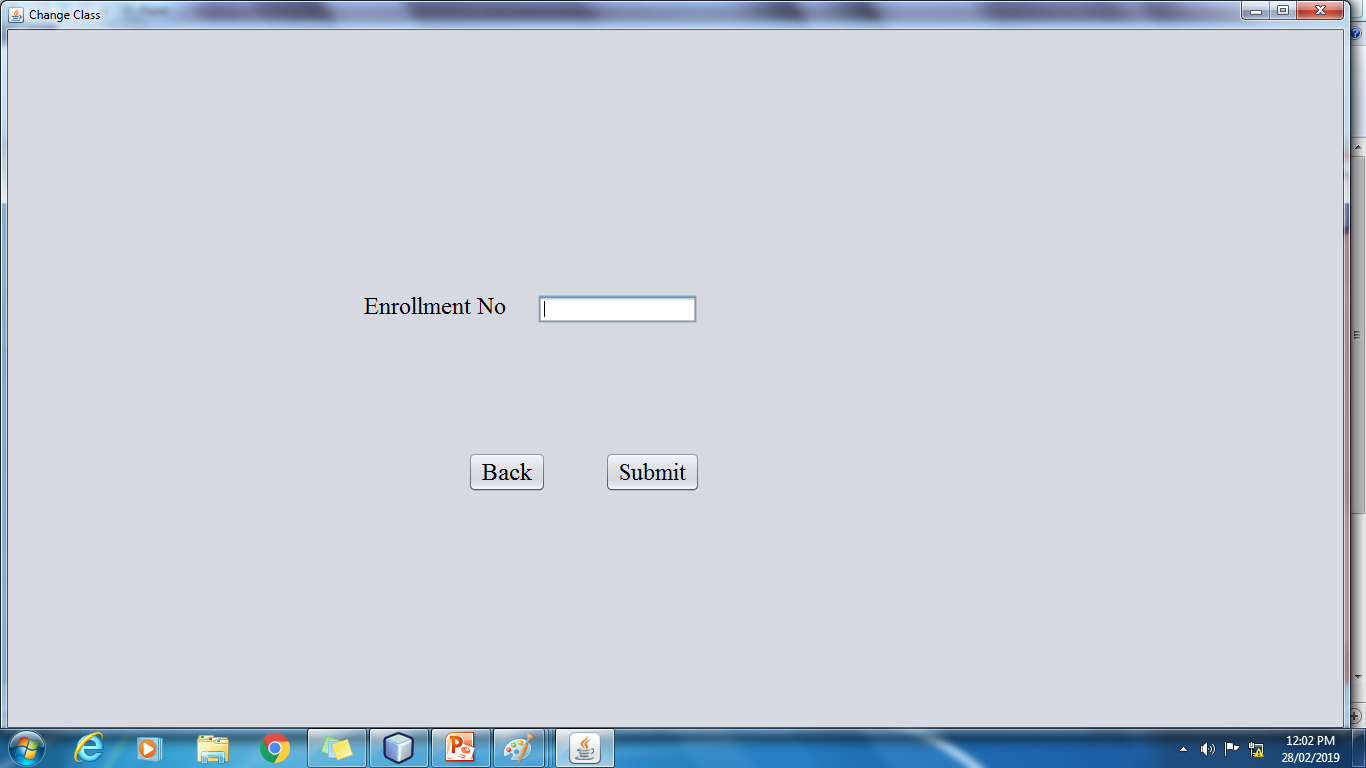 Change Class
Enrollment No
Back
Submit
12:02 PM
28/02/2019